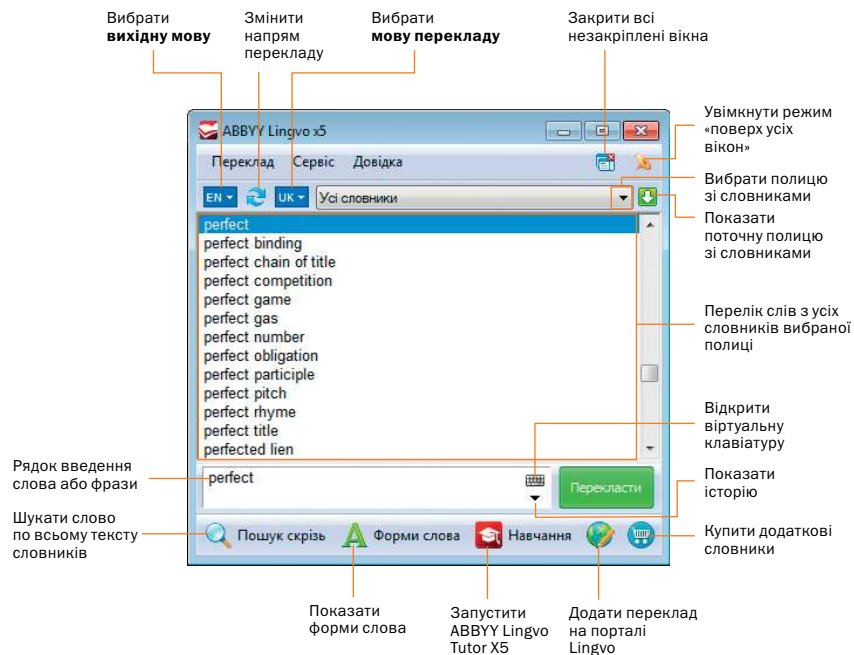 Вибрати
вихідну мову
Змінити
напрям
перекладу
Вибрати
мову перекладу
Закрити всі
незакріплені вікна
Увімкнути режим
«поверх усіх
вікон»
Вибрати полицю
зі словниками
Показати
поточну полицю
зі словниками
Перелік слів з усіх
словників вибраної
полиці
Відкрити
віртуальну
клавіатуру
Показати
історію
Купити додаткові
словники
ABBYY Lingvo x5
Переклад Сервіс Довідка
EN UK Усі словники
perfect
perfect binding
perfect chain of title
perfect competition
perfect game
perfect gas
perfect number
perfect obligation
perfect participle
perfect pitch
perfect rhyme
perfect title
perfected lien
perfect
Перекласти
Пошук скрізь A Форми слова Навчання
Рядок введення
слова або фрази
Шукати слово
по всьому тексту
словників
Показати
форми слова
Запустити
ABBYY Lingvo
Tutor X5
Додати переклад
на порталі
Lingvo